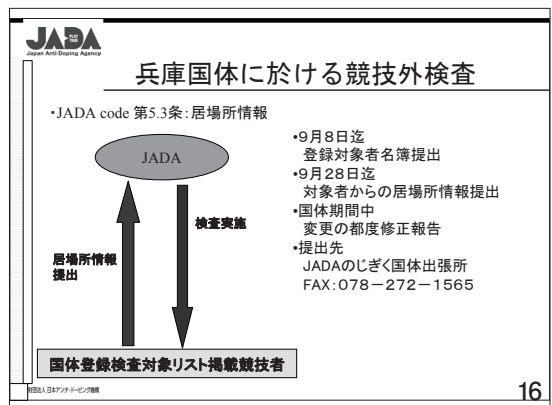 JADA
PLAY
TRUE
Japan Anti-Doping Agency
兵庫国体に於ける競技外検査
・JADA code 第5.3条：居場所情報
JADA
検査実施
居場所情報
提出
国体登録検査対象リスト掲載競技者
・9月8日迄
登録対象者名簿提出
・9月28日迄
対象者からの居場所情報提出
・国体期間中
変更の都度修正報告
・提出先
JADAのじぎく国体出張所
FAX：078－272－1565
財団法人 日本アンチ・ドーピング機構
16